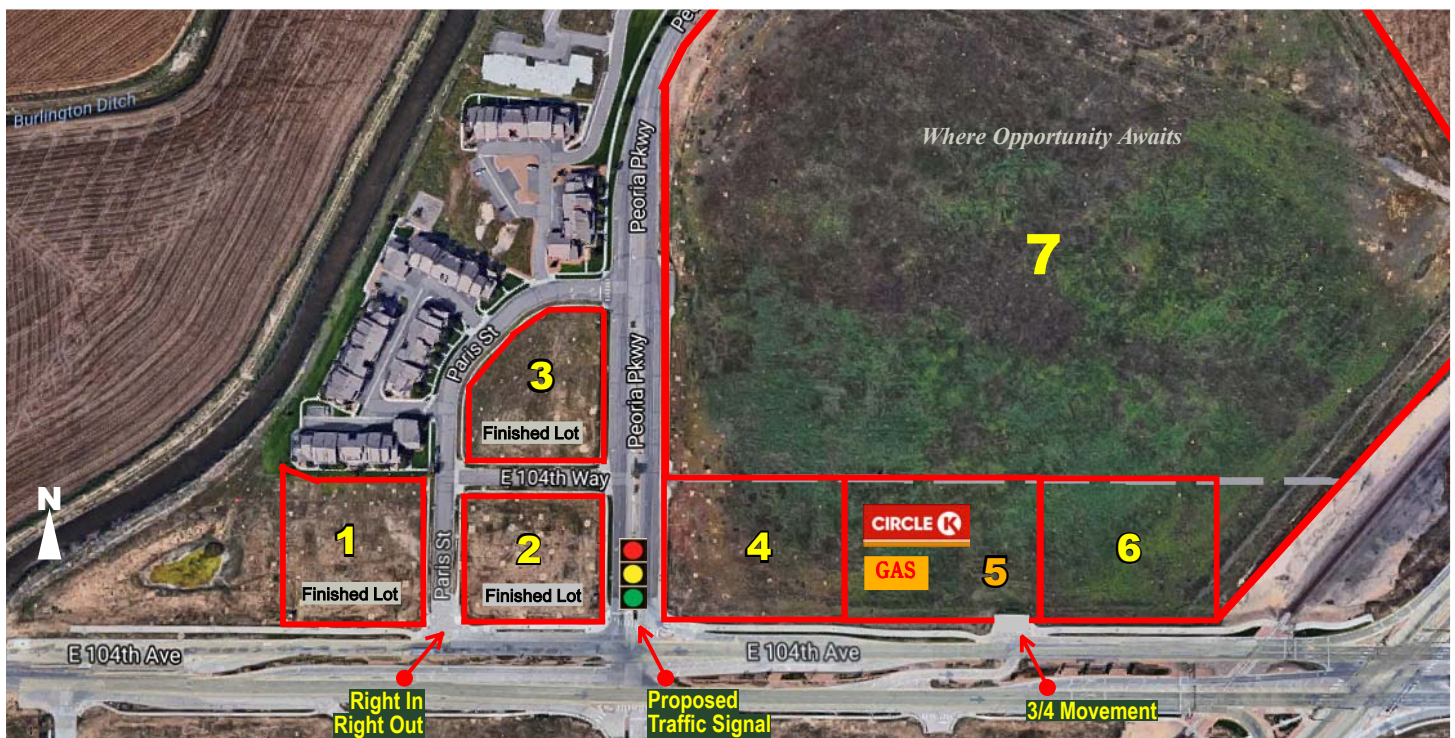 Peoria Pkwy
Burlington Ditch
Where Opportunity Awaits
Peoria Pkwy
7
Paris St
3
Finished Lot
Peoria Pkwy
E 104th Way
N
1
Finished Lot
Paris St
2
Finished Lot
4
CIRCLE K
GAS
5
6
E 104th Ave
E 104th Ave
Right In
Right Out
Proposed
Traffic Signal
3/4 Movement